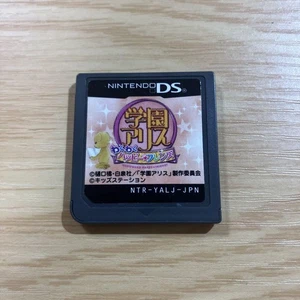 NINTENDO DS
学園
アリス
©樋口橘・白泉社/「学園アリス」製作委員会
©キッズステーション
NTR-YALJ-JPN